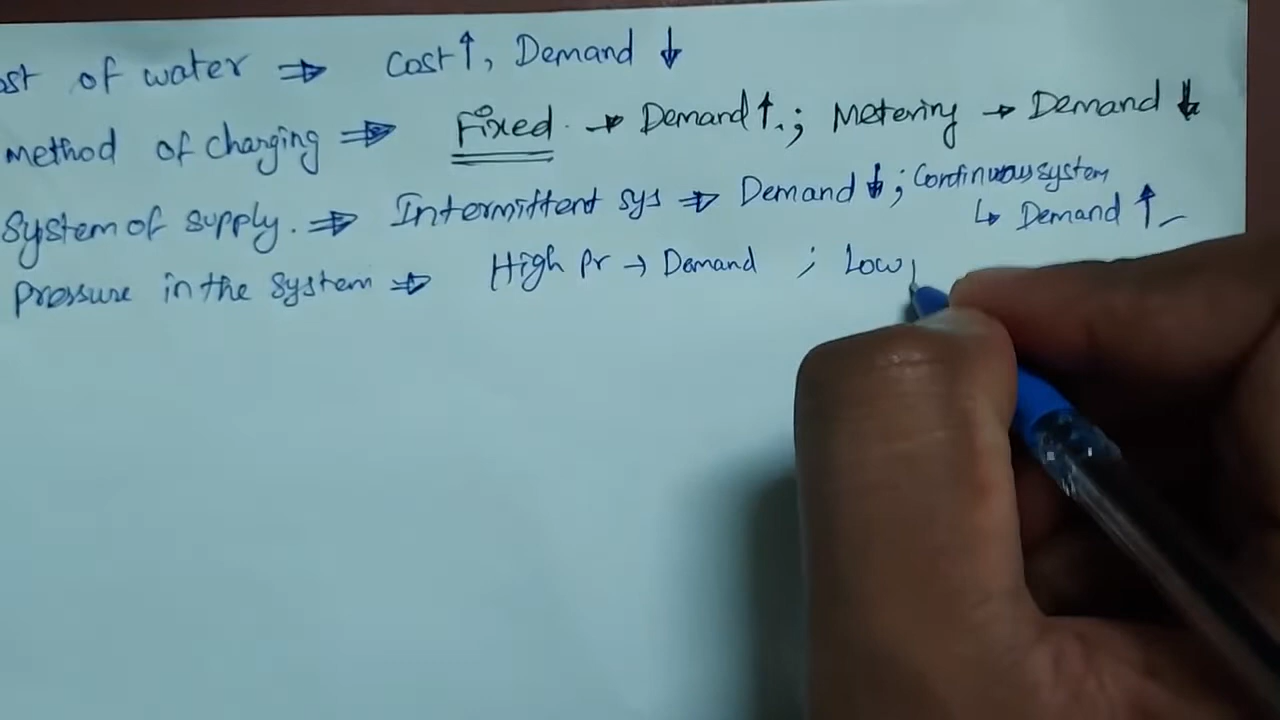 ost of water ⇒ Cost↑, Demand ↓
method of charging ⇒ Fixed. → Demand↑.; Metering → Demand ↓
System of supply. ⇒ Intermittent sys ⇒ Demand ↓; Continuous system
↳ Demand ↑
Pressure in the System ⇒ High Pr → Demand ; Low